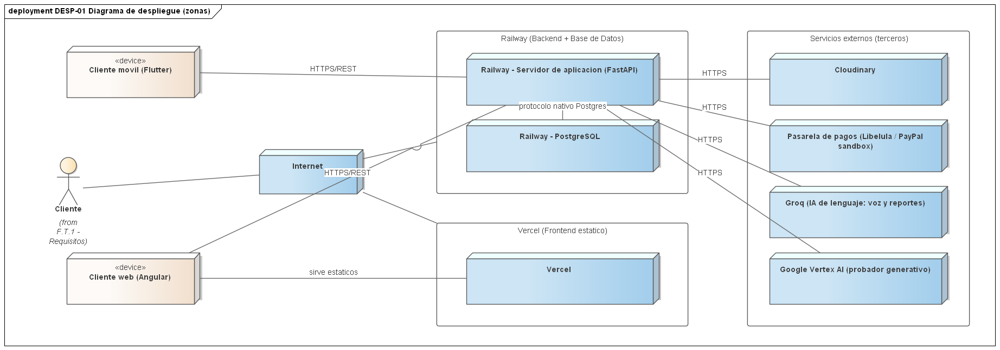 deployment DESP-01 Diagrama de despliegue (zonas)
«device»
Cliente movil (Flutter)
HTTPS/REST
Railway (Backend + Base de Datos)
Railway - Servidor de aplicacion (FastAPI)
protocolo nativo Postgres
Railway - PostgreSQL
HTTPS
HTTPS
HTTPS
HTTPS
Servicios externos (terceros)
Cloudinary
Pasarela de pagos (Libelula / PayPal
sandbox)
Groq (IA de lenguaje: voz y reportes)
Google Vertex AI (probador generativo)
Internet
HTTPS/REST
Cliente
(from
F.T.1 -
Requisitos)
«device»
Cliente web (Angular)
sirve estaticos
Vercel (Frontend estatico)
Vercel